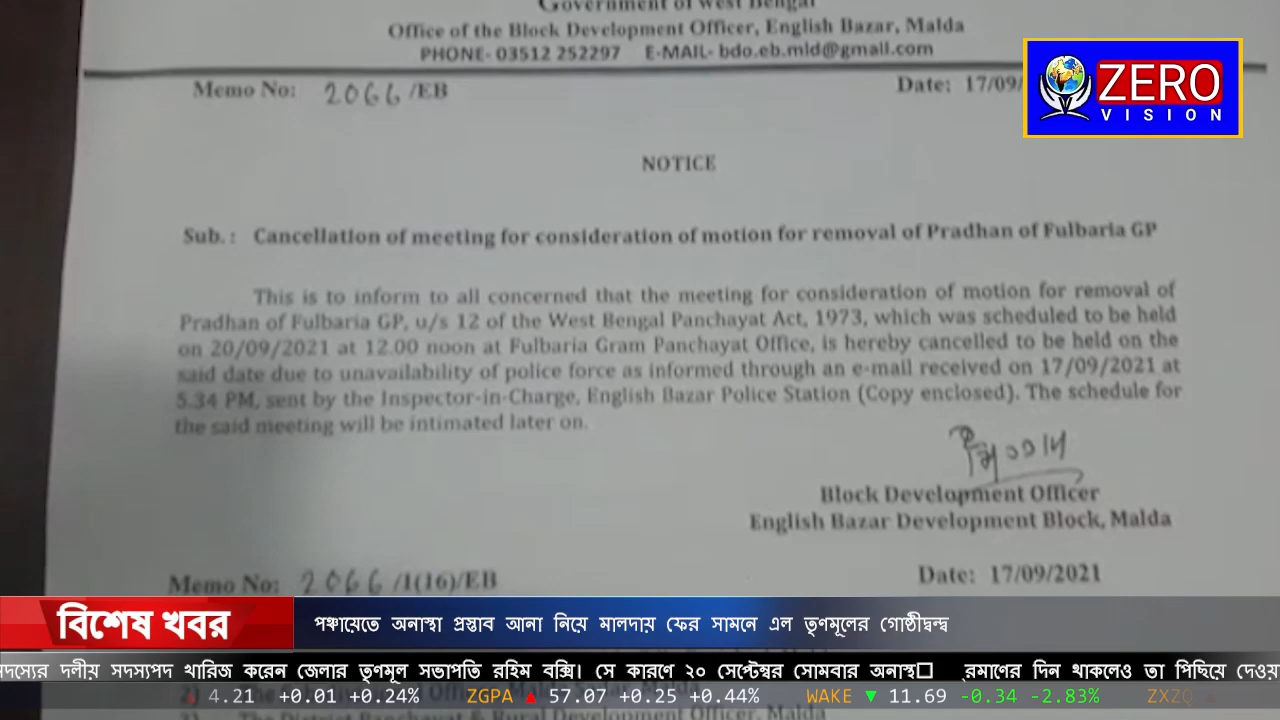 Government of West Bengal
Office of the Block Development Officer, English Bazar, Malda
PHONE- 03512 252297 E-MAIL- bdo.eb.mld@gmail.com
Memo No: 2066 /EB Date: 17/09/
ZERO
VISION
NOTICE
Sub. : Cancellation of meeting for consideration of motion for removal of Pradhan of Fulbaria GP
This is to inform to all concerned that the meeting for consideration of motion for removal of
Pradhan of Fulbaria GP, u/s 12 of the West Bengal Panchayat Act, 1973, which was scheduled to be held
on 20/09/2021 at 12.00 noon at Fulbaria Gram Panchayat Office, is hereby cancelled to be held on the
said date due to unavailability of police force as informed through an e-mail received on 17/09/2021 at
5.34 PM, sent by the Inspector-in-Charge, English Bazar Police Station (Copy enclosed). The schedule for
the said meeting will be intimated later on.
Block Development Officer
English Bazar Development Block, Malda
Memo No: 2066 /1(16)/EB Date: 17/09/2021
বিশেষ খবর
পঞ্চায়েতে অনাস্থা প্রস্তাব আনা নিয়ে মালদায় ফের সামনে এল তৃণমূলের গোষ্ঠীদ্বন্দ্ব
দস্যের দলীয় সদস্যপদ খারিজ করেন জেলার তৃণমূল সভাপতি রহিম বক্সি। সে কারণে ২০ সেপ্টেম্বর সোমবার অনাস্থ রমাণের দিন থাকলেও তা পিছিয়ে দেওয়
▲ 4.21 +0.01 +0.24% ZGPA ▲ 57.07 +0.25 +0.44% WAKE ▼ 11.69 -0.34 -2.83% ZXZQ